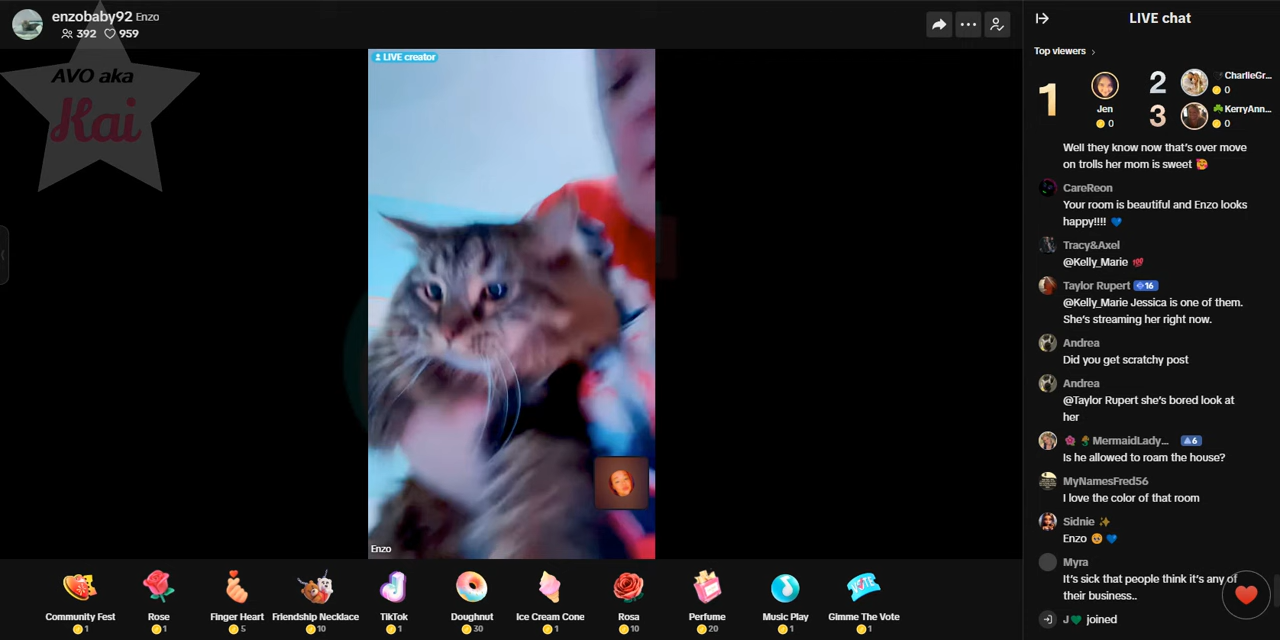 enzobaby92 Enzo
392 959
AVO aka
Kai
LIVE creator
Enzo
Community Fest
1
Rose
1
Finger Heart
5
Friendship Necklace
10
TikTok
1
Doughnut
30
Ice Cream Cone
1
Rosa
10
Perfume
20
Music Play
1
VOTE
Gimme The Vote
1
LIVE chat
Top viewers
1
Jen
0
2
CharlieGr...
0
3
KerryAnn...
0
Well they know now that's over move
on trolls her mom is sweet 🥰
CareReon
Your room is beautiful and Enzo looks
happy!!!! 💙
Tracy&Axel
@Kelly_Marie 💯
Taylor Rupert 16
@Kelly_Marie Jessica is one of them.
She's streaming her right now.
Andrea
Did you get scratchy post
Andrea
@Taylor Rupert she's bored look at
her
🌺 🌷 MermaidLady... 6
Is he allowed to roam the house?
MyNamesFred56
I love the color of that room
Sidnie ✨
Enzo 🥹 💙
Myra
It's sick that people think it's any of
their business..
J 💚 joined